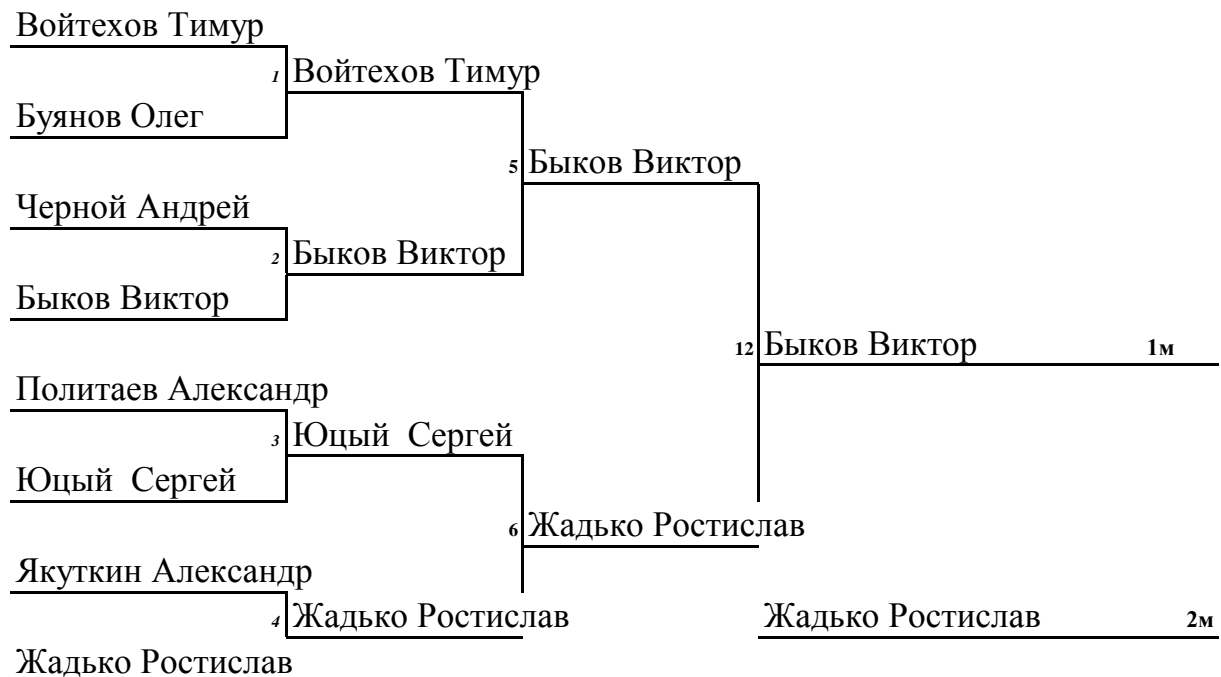 Войтехов Тимур
1 Войтехов Тимур
Буянов Олег
5 Быков Виктор
Черной Андрей
2 Быков Виктор
Быков Виктор
12 Быков Виктор 1м
Политаев Александр
3 Юцый Сергей
Юцый Сергей
6 Жадько Ростислав
Якуткин Александр
4 Жадько Ростислав
Жадько Ростислав 2м
Жадько Ростислав